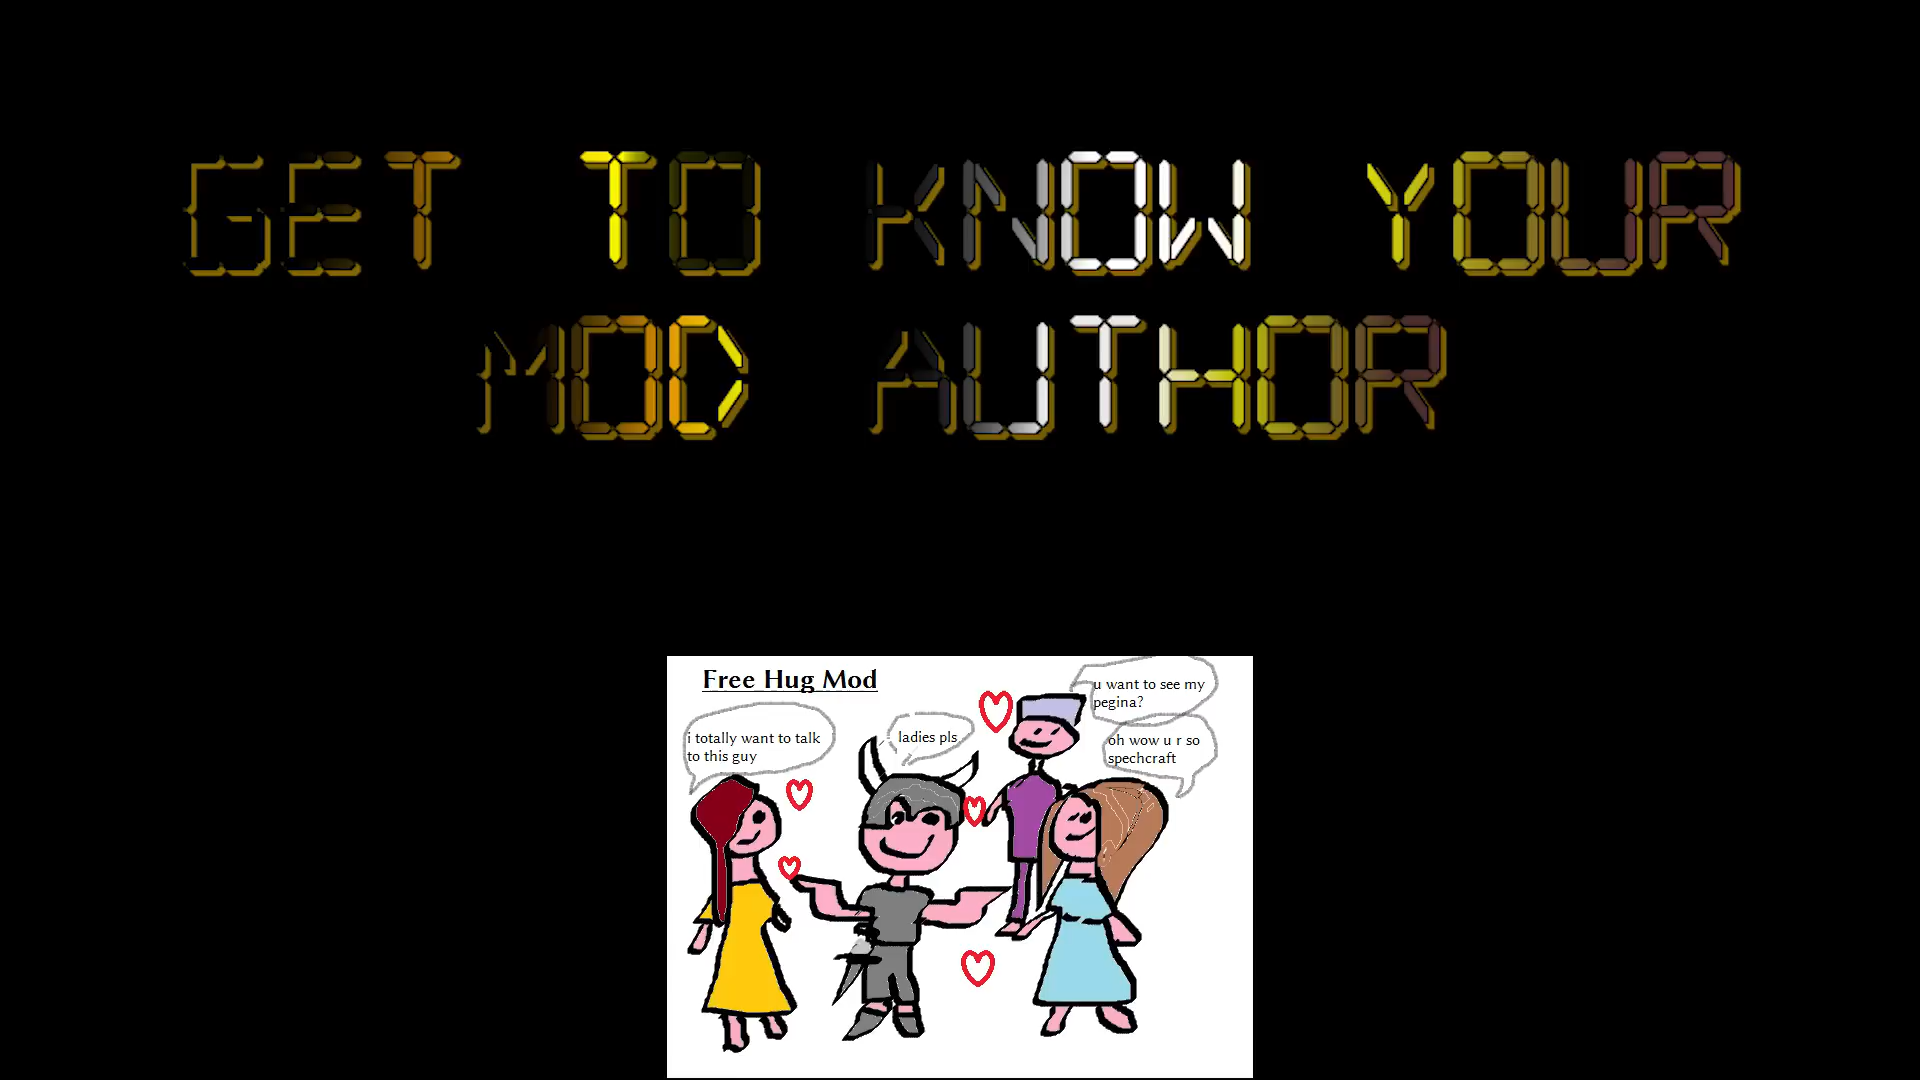 GET TO KNOW YOUR
MOD AUTHOR
Free Hug Mod
u want to see my
pegina?
i totally want to talk
to this guy
ladies pls
oh wow u r so
spechcraft